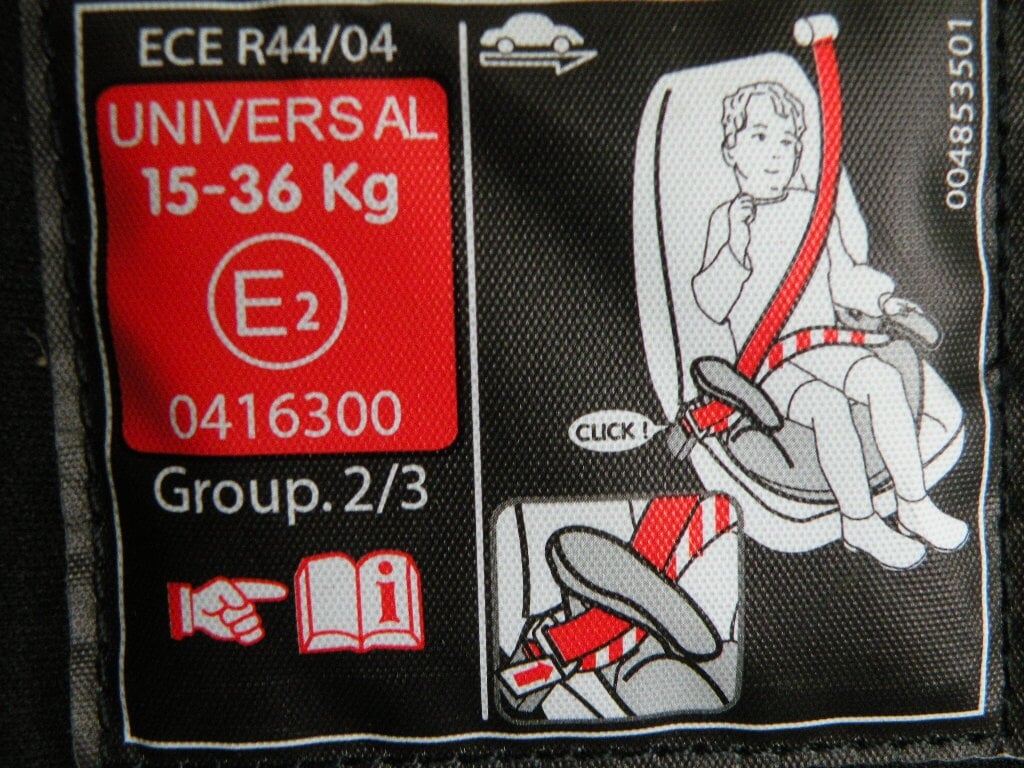 ECE R44/04
UNIVERSAL
15-36 Kg
E2
0416300
Group. 2/3
i
CLICK !
004853501